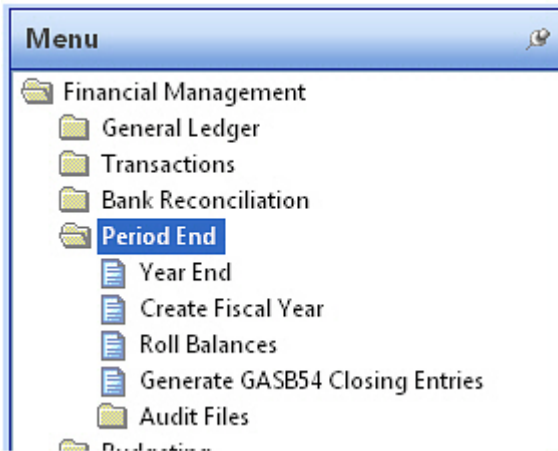 Menu
Financial Management
General Ledger
Transactions
Bank Reconciliation
Period End
Year End
Create Fiscal Year
Roll Balances
Generate GASB54 Closing Entries
Audit Files
Budgeting